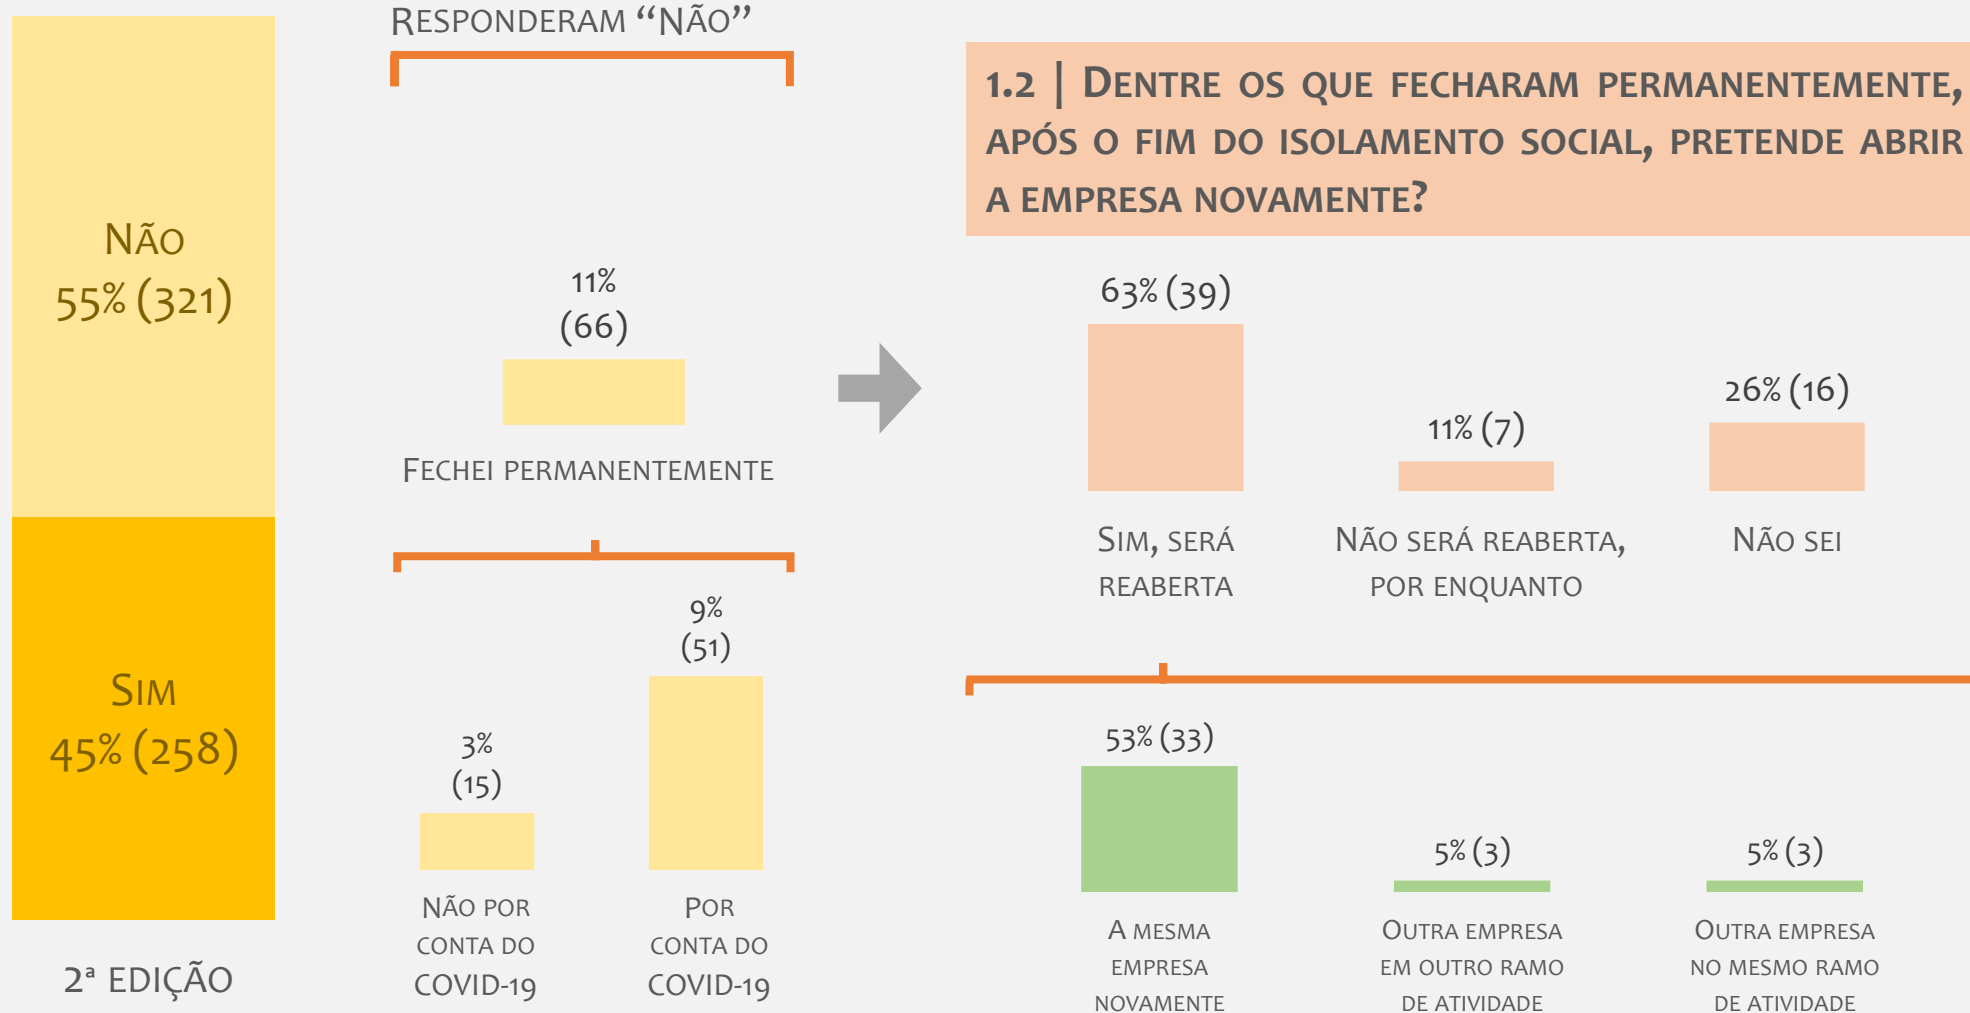 Não
55% (321)
Sim
45% (258)
2ª edição
Responderam “Não”
11%
(66)
Fechei permanentemente
3%
(15)
Não por
conta do
COVID-19
9%
(51)
Por
conta do
COVID-19
1.2 | Dentre os que fecharam permanentemente,
após o fim do isolamento social, pretende abrir
a empresa novamente?
63% (39)
Sim, será
reaberta
11% (7)
Não será reaberta,
por enquanto
26% (16)
Não sei
53% (33)
A mesma
empresa
novamente
5% (3)
Outra empresa
em outro ramo
de atividade
5% (3)
Outra empresa
no mesmo ramo
de atividade